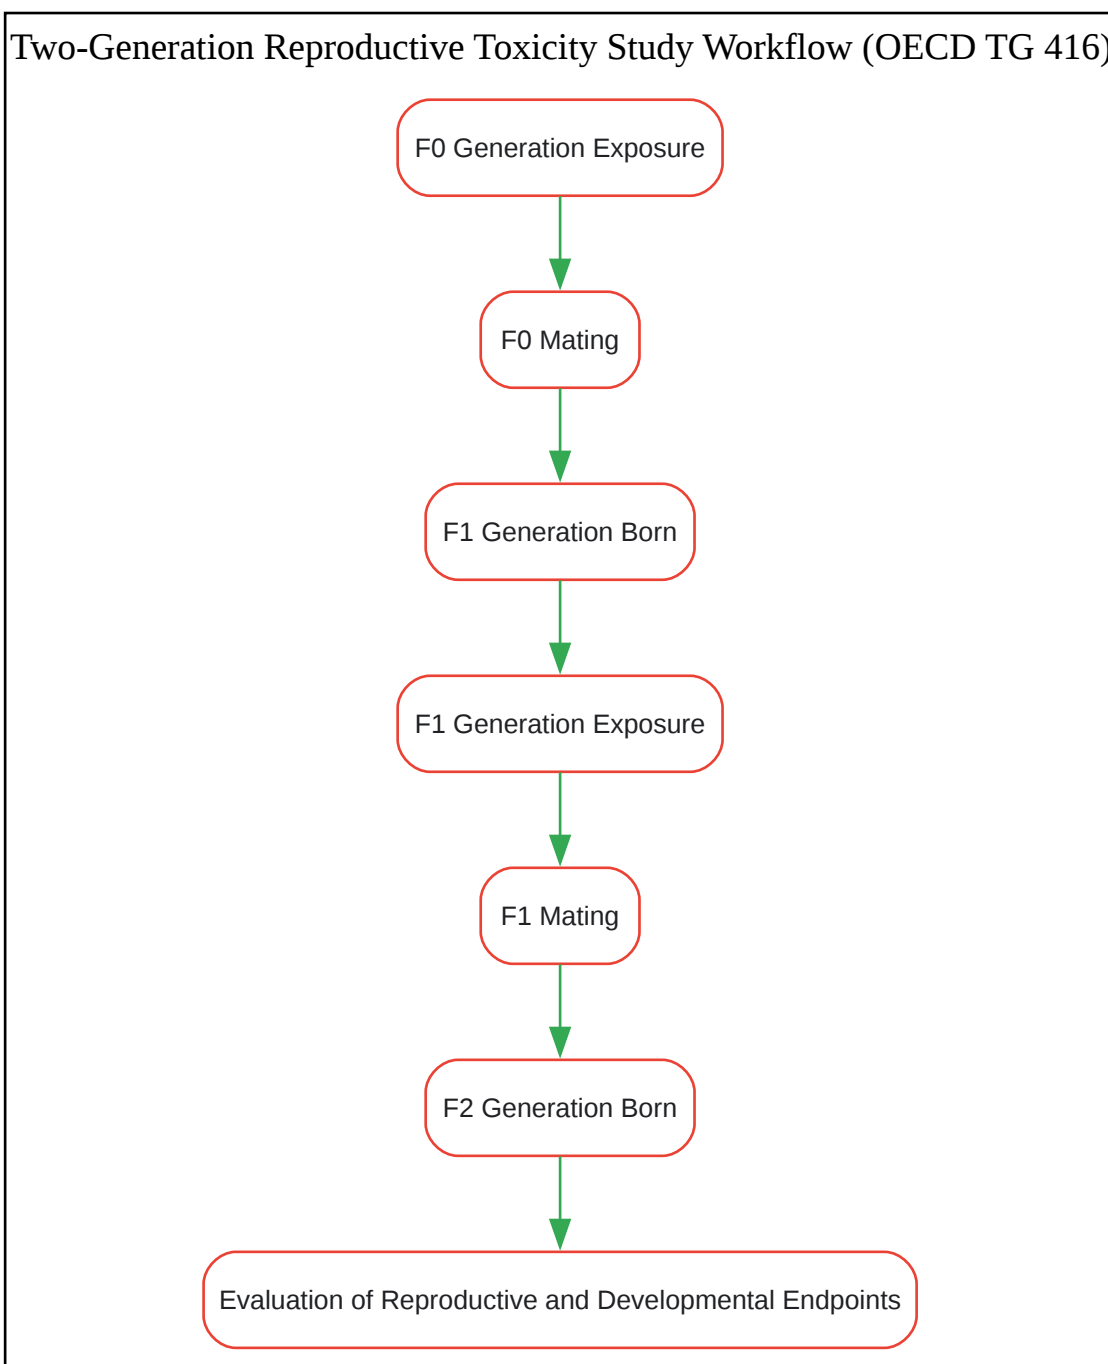 Two-Generation Reproductive Toxicity Study Workflow (OECD TG 416)
F0 Generation Exposure
F0 Mating
F1 Generation Born
F1 Generation Exposure
F1 Mating
F2 Generation Born
Evaluation of Reproductive and Developmental Endpoints